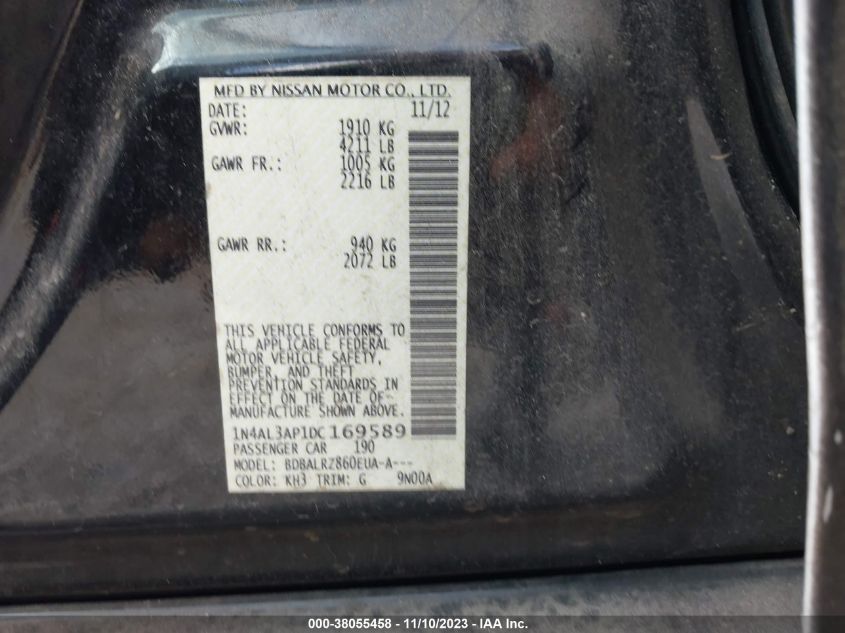 MFD BY NISSAN MOTOR CO., LTD.
DATE: 11/12
GVWR: 1910 KG
4211 LB
GAWR FR.: 1005 KG
2216 LB
GAWR RR.: 940 KG
2072 LB
THIS VEHICLE CONFORMS TO
ALL APPLICABLE FEDERAL
MOTOR VEHICLE SAFETY,
BUMPER, AND THEFT
PREVENTION STANDARDS IN
EFFECT ON THE DATE OF
MANUFACTURE SHOWN ABOVE.
1N4AL3AP1DC169589
PASSENGER CAR 190
MODEL: BDBALRZ860EUA-A---
COLOR: KH3 TRIM: G 9N00A
000-38055458 - 11/10/2023 - IAA Inc.